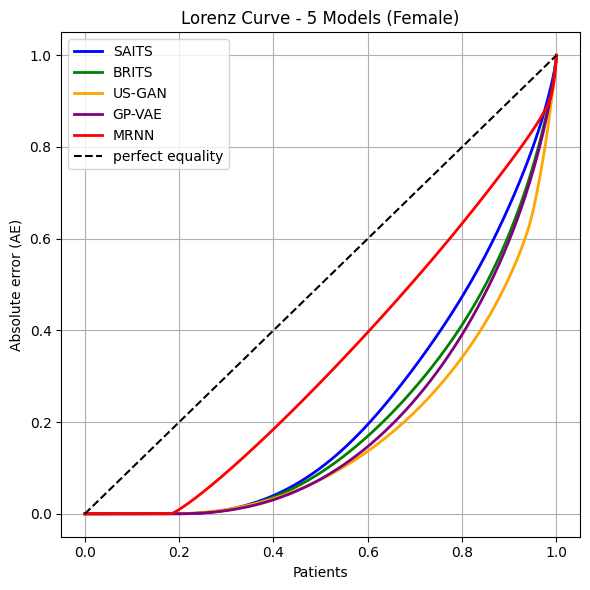 Lorenz Curve - 5 Models (Female)
SAITS
BRITS
US-GAN
GP-VAE
MRNN
perfect equality
Absolute error (AE)
1.0
0.8
0.6
0.4
0.2
0.0
0.0 0.2 0.4 0.6 0.8 1.0
Patients